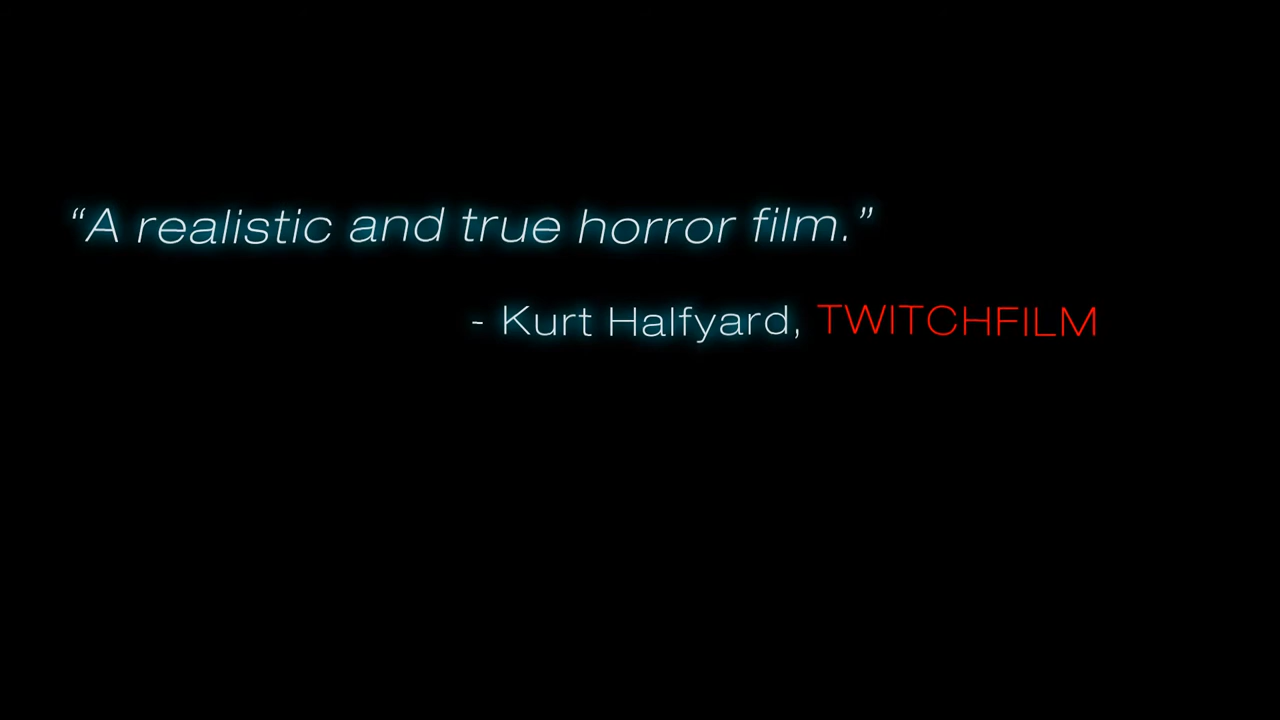 “A realistic and true horror film.”
- Kurt Halfyard, TWITCHFILM